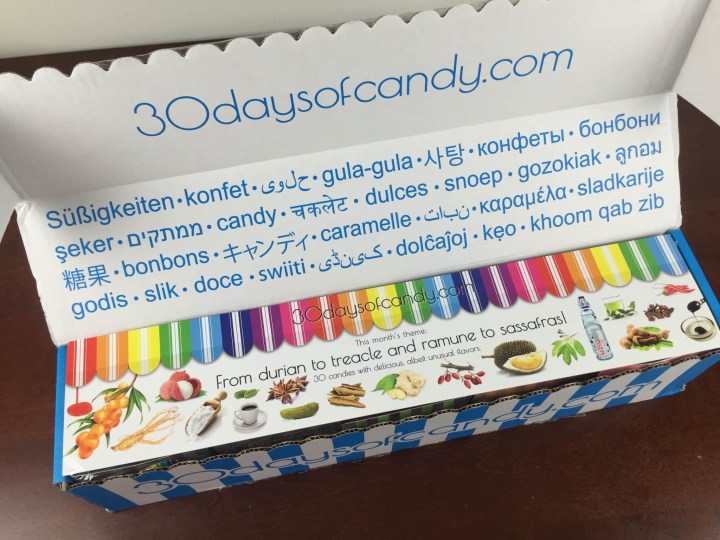 30daysofcandy.com
Süßigkeiten · konfet · حلوى · gula-gula · 사탕 · конфеты · бонбони
şeker · ממתקים · candy · चकलेट · dulces · snoep · gozokiak · ลูกอม
糖果 · bonbons · キャンディ · caramelle · نبات · καραμέλα · sladkarije
godis · slik · doce · swiiti · کینڈی · dolĉaĵoj · kẹo · khoom qab zib
30daysofcandy.com
This month's theme:
From durian to treacle and ramune to sassafras!
30 candies with delicious, albeit unusual flavors.
30daysofcandy.com